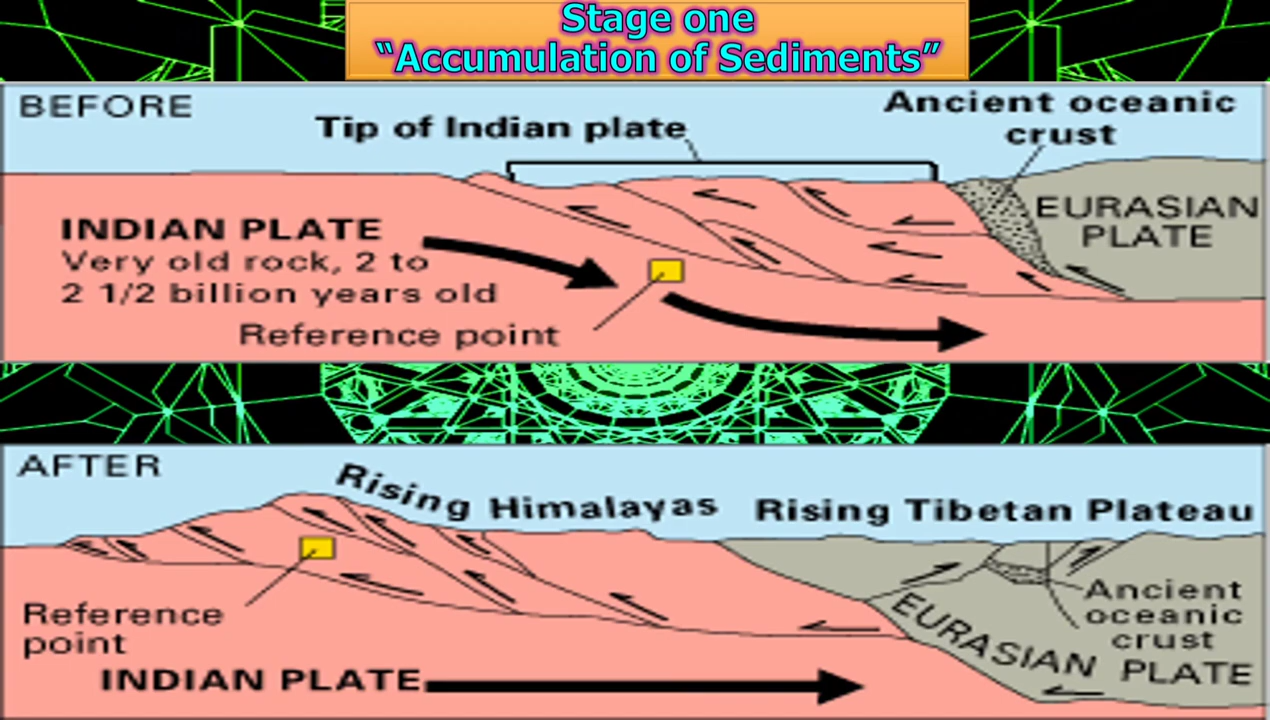 Stage one
“Accumulation of Sediments”
BEFORE
Ancient oceanic
crust
Tip of Indian plate
EURASIAN
PLATE
INDIAN PLATE
Very old rock, 2 to
2 1/2 billion years old
Reference point
AFTER
Rising Himalayas
Rising Tibetan Plateau
Ancient
oceanic
crust
Reference
point
EURASIAN PLATE
INDIAN PLATE